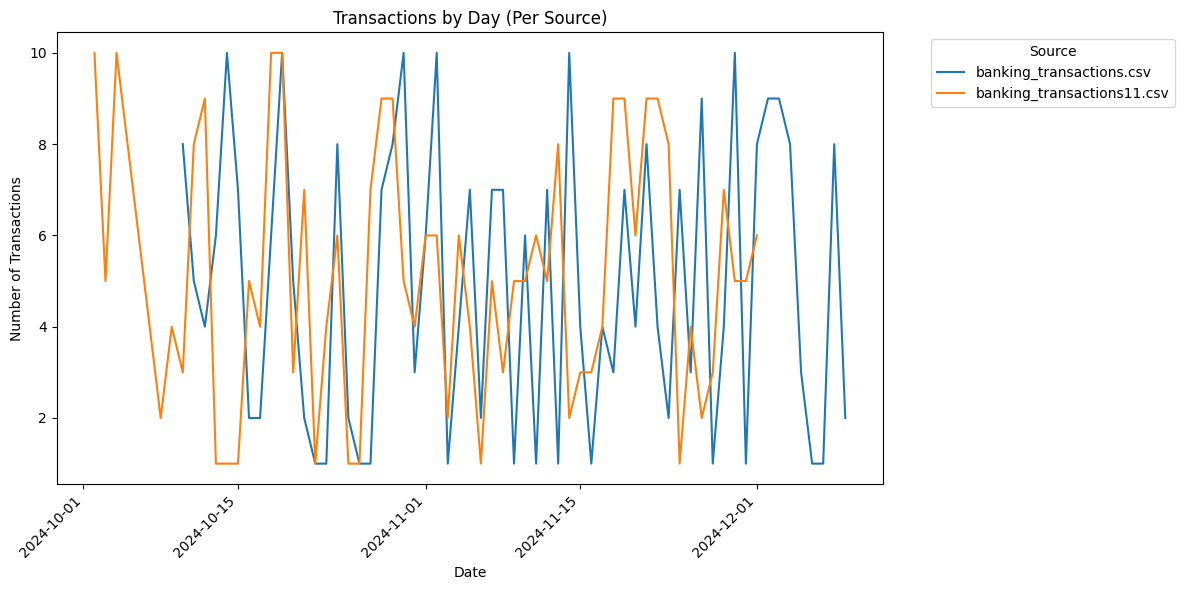 Transactions by Day (Per Source)
Number of Transactions
10
8
6
4
2
2024-10-01
2024-10-15
2024-11-01
2024-11-15
2024-12-01
Date
Source
banking_transactions.csv
banking_transactions11.csv